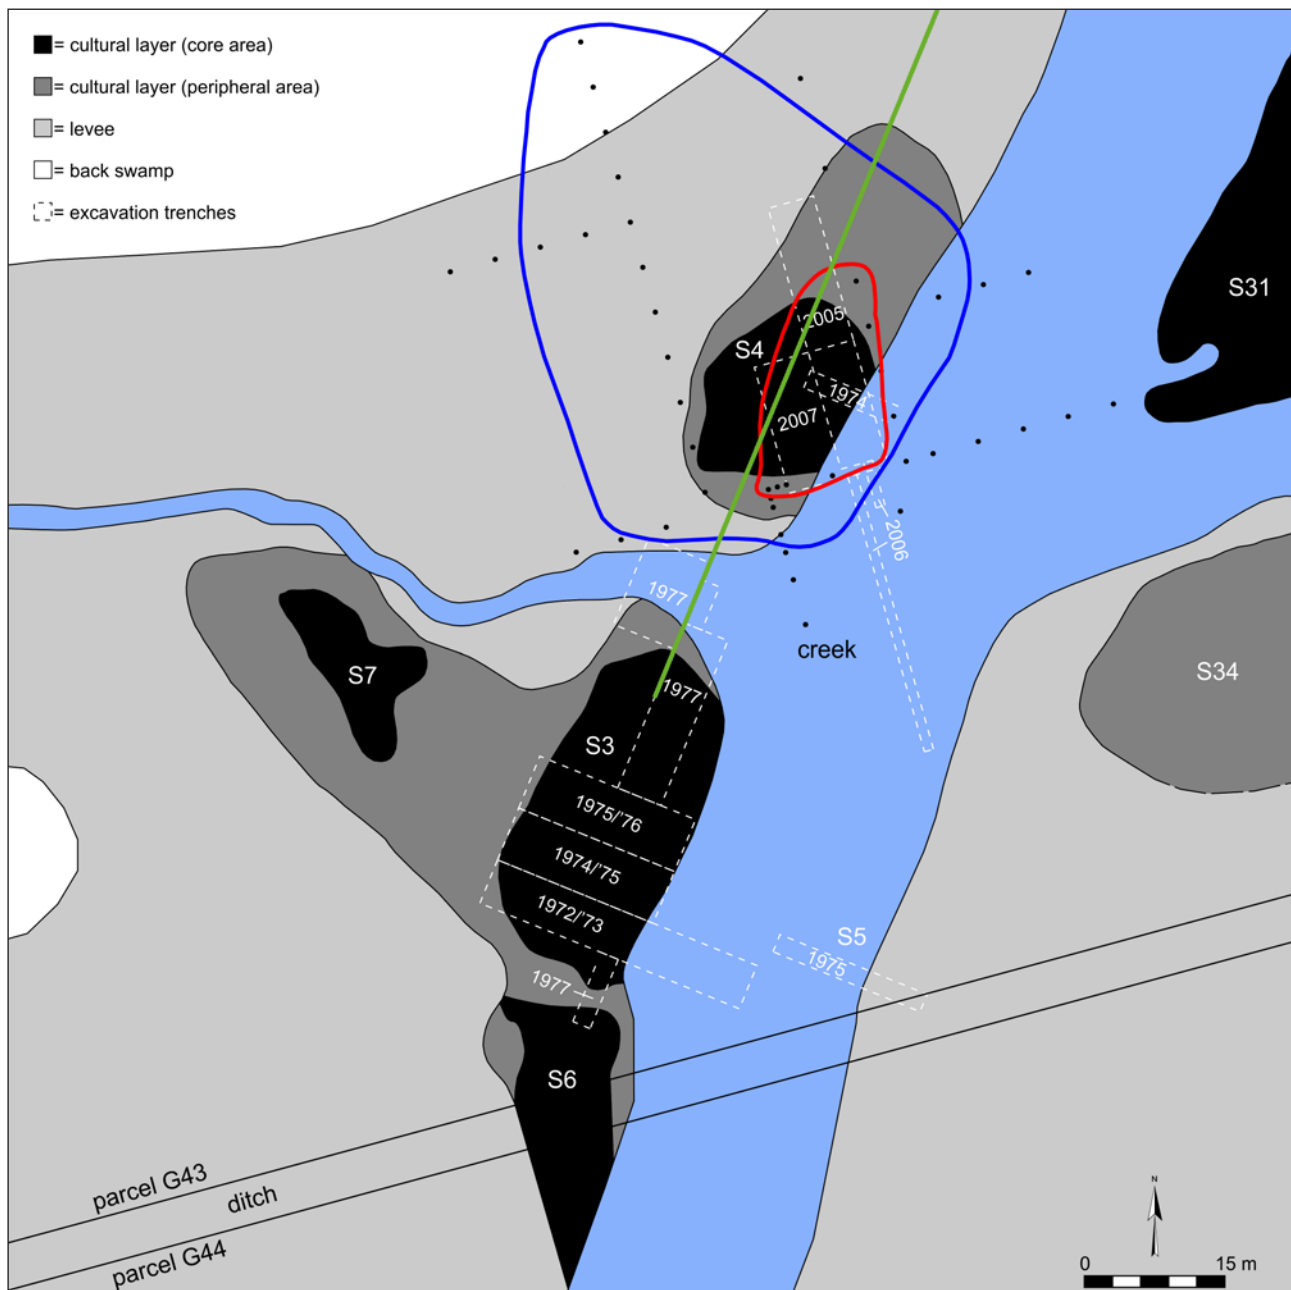 = cultural layer (core area)
= cultural layer (peripheral area)
= levee
= back swamp
= excavation trenches
S31
2005
S4
1974
2007
2006
1977
creek
S7
S34
1977
S3
1975/'76
1974/'75
1972/'73
S5
1975
1977
S6
parcel G43
ditch
parcel G44
N
0 15 m